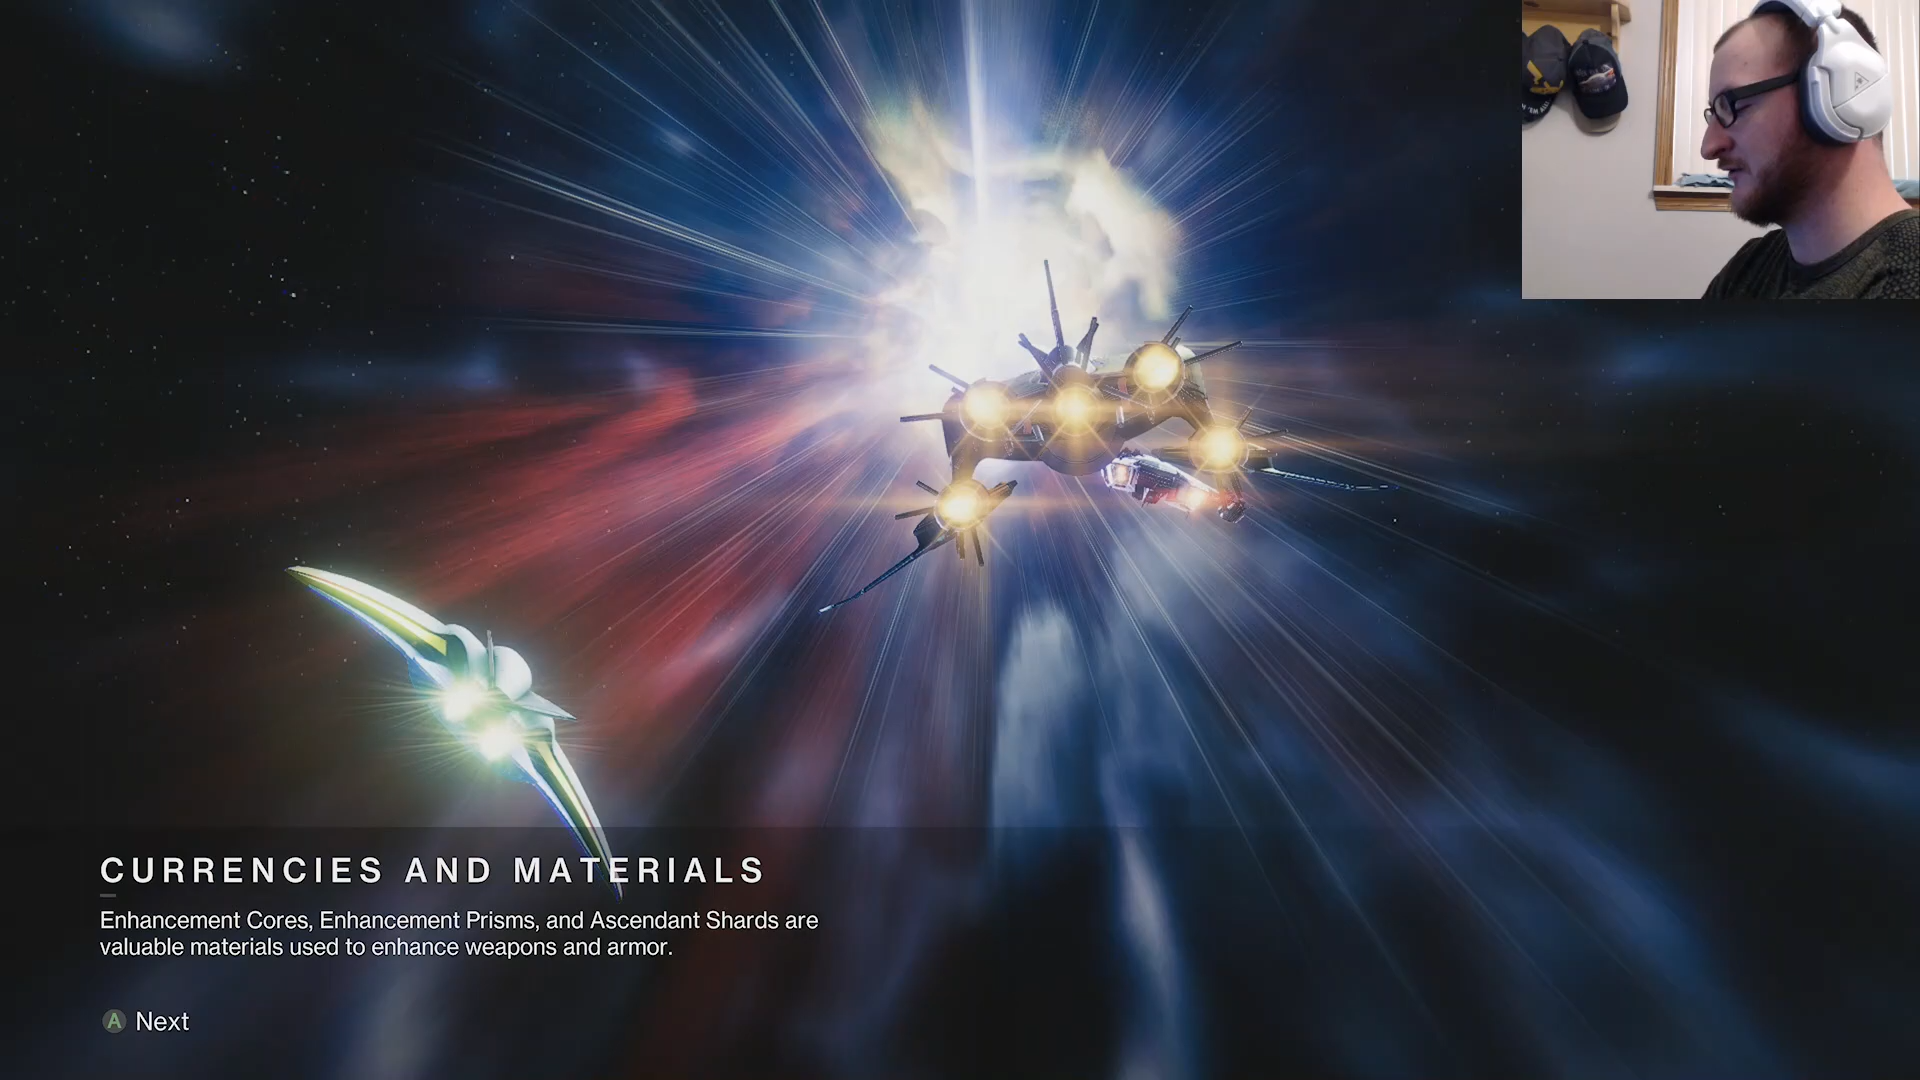 CURRENCIES AND MATERIALS
Enhancement Cores, Enhancement Prisms, and Ascendant Shards are
valuable materials used to enhance weapons and armor.
A Next